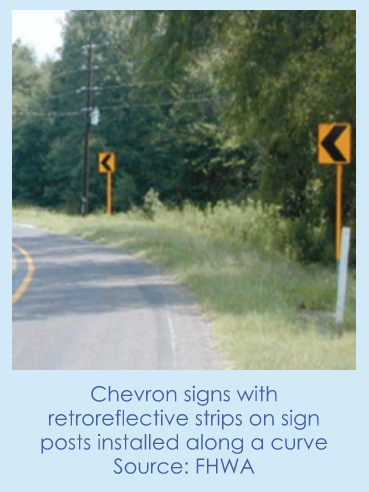 Chevron signs with
retroreflective strips on sign
posts installed along a curve
Source: FHWA